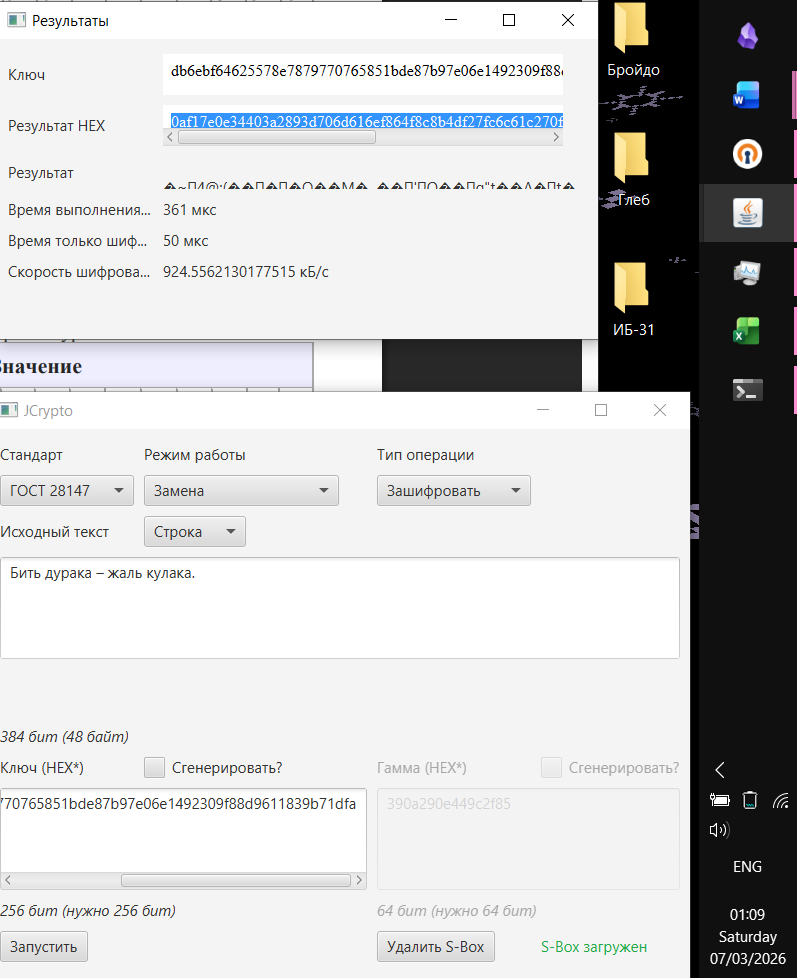 Результаты
Ключ
db6ebf64625578e7879770765851bde87b97e06e1492309f88
Результат HEX
0af17e0e34403a2893d706d616ef864f8c8b4df27fc6c61c270f
Результат
Время выполнения... 361 мкс
Время только шиф... 50 мкс
Скорость шифрова... 924.5562130177515 кБ/с
Бройдо
Глеб
ИБ-31
Значение
JCrypto
Стандарт Режим работы Тип операции
ГОСТ 28147 Замена Зашифровать
Исходный текст Строка
Бить дурака – жаль кулака.
384 бит (48 байт)
Ключ (HEX*) Сгенерировать? Гамма (HEX*) Сгенерировать?
770765851bde87b97e06e1492309f88d9611839b71dfa 390a290e449c2f85
256 бит (нужно 256 бит) 64 бит (нужно 64 бит)
Запустить Удалить S-Box S-Box загружен
ENG
01:09
Saturday
07/03/2026